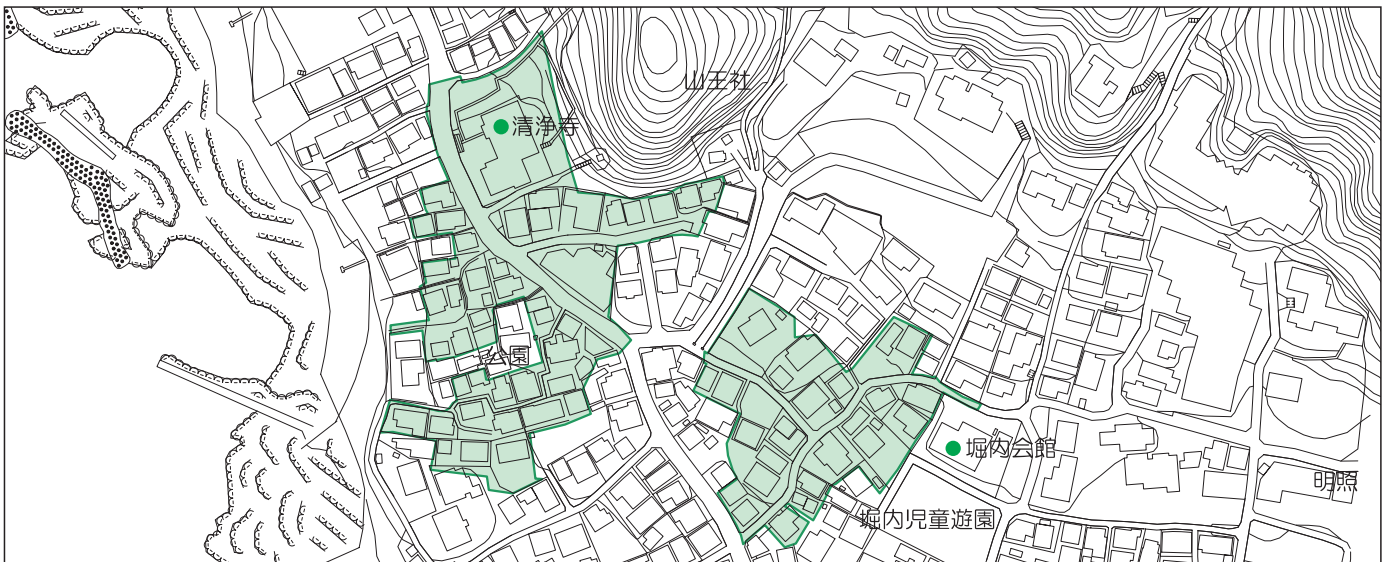 山王社
清浄寺
公園
堀内会館
明照
堀内児童遊園